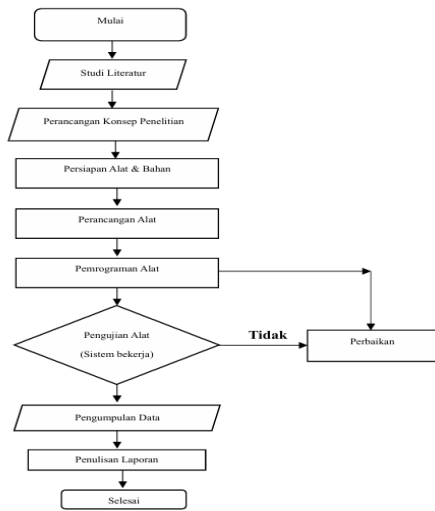 Mulai
Studi Literatur
Perancangan Konsep Penelitian
Persiapan Alat & Bahan
Perancangan Alat
Pemrograman Alat
Pengujian Alat
(Sistem bekerja)
Tidak
Perbaikan
Pengumpulan Data
Penulisan Laporan
Selesai